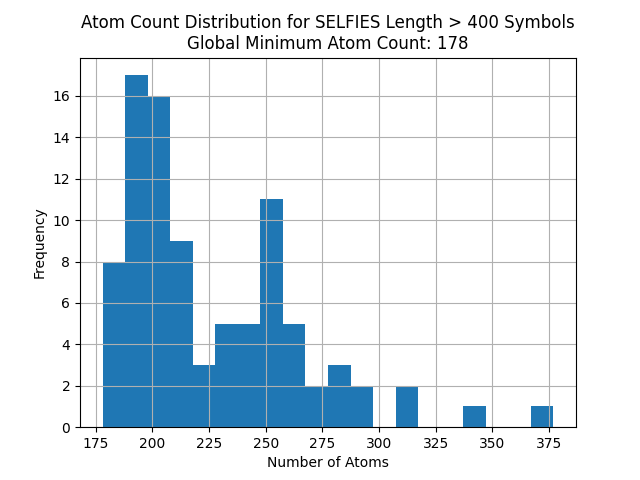 Atom Count Distribution for SELFIES Length > 400 Symbols
Global Minimum Atom Count: 178
Frequency
16
14
12
10
8
6
4
2
0
175 200 225 250 275 300 325 350 375
Number of Atoms